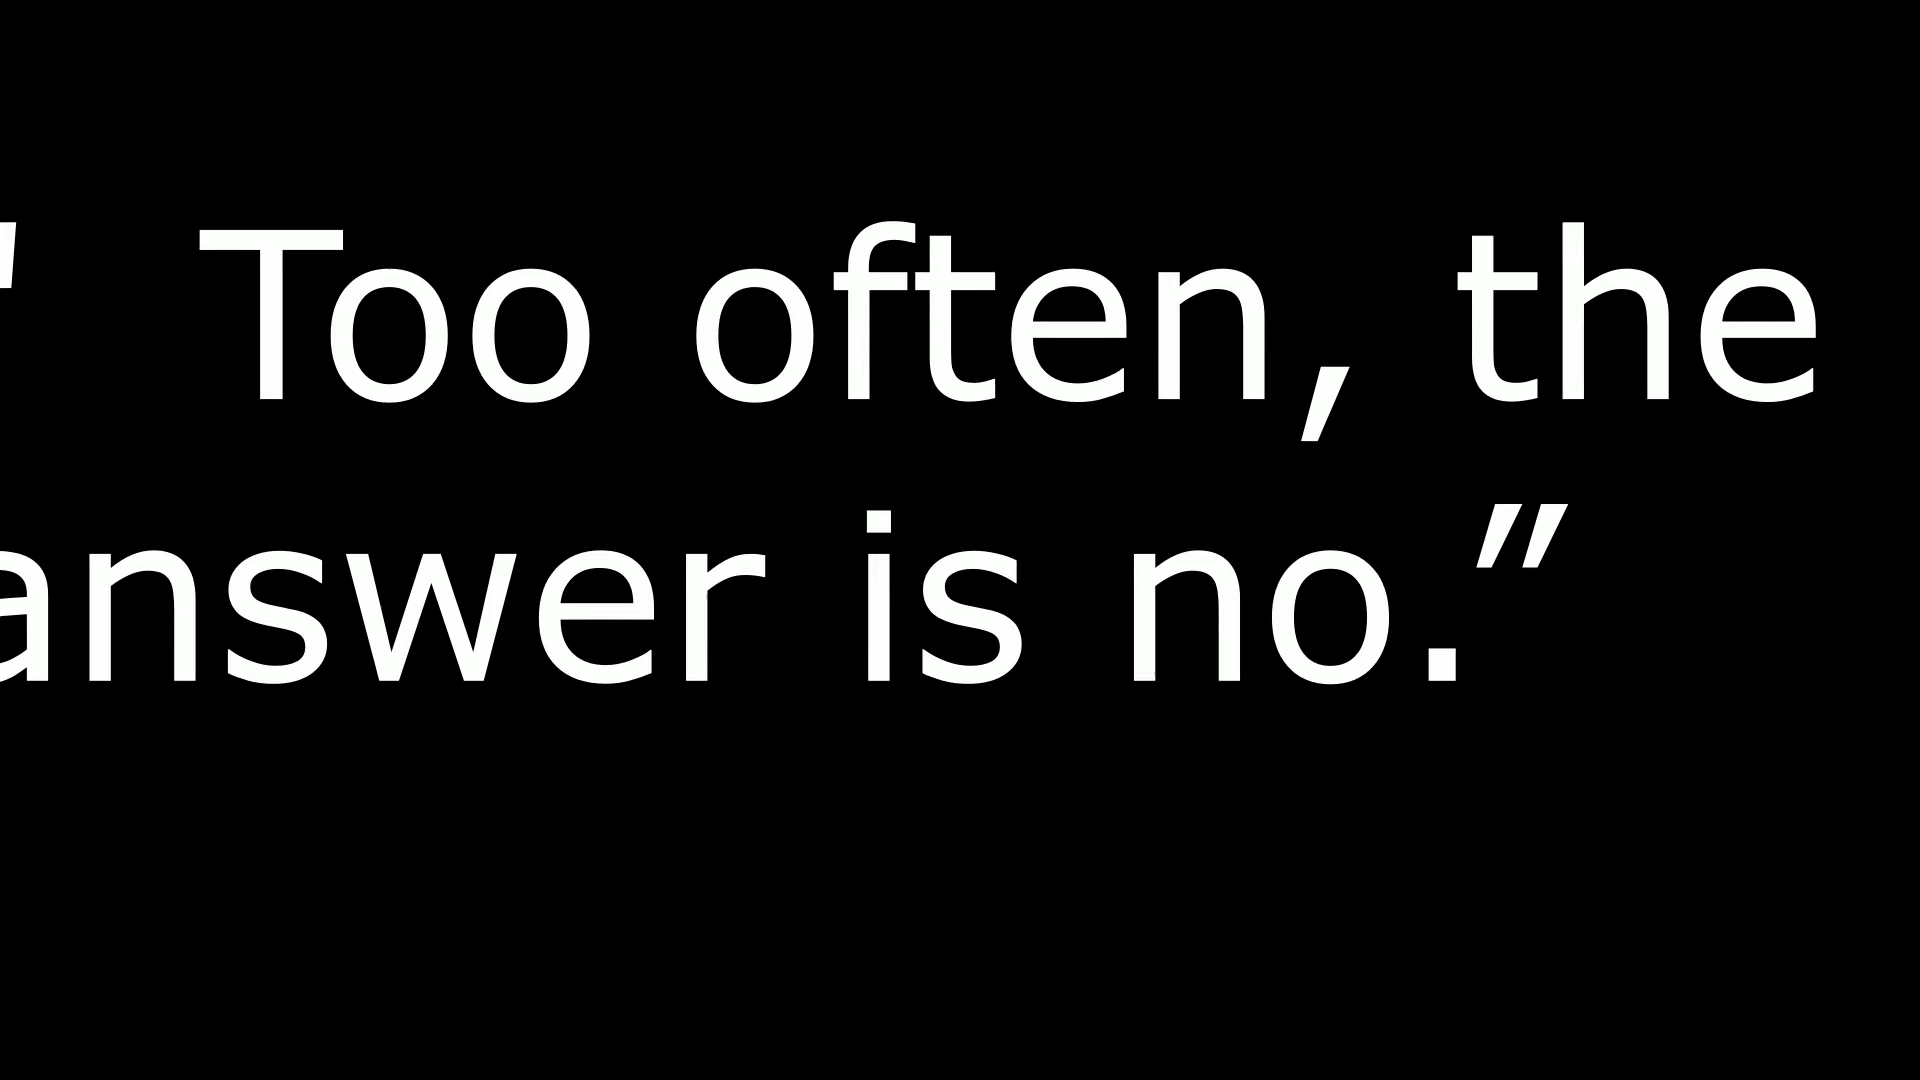 ' Too often, the
answer is no.”